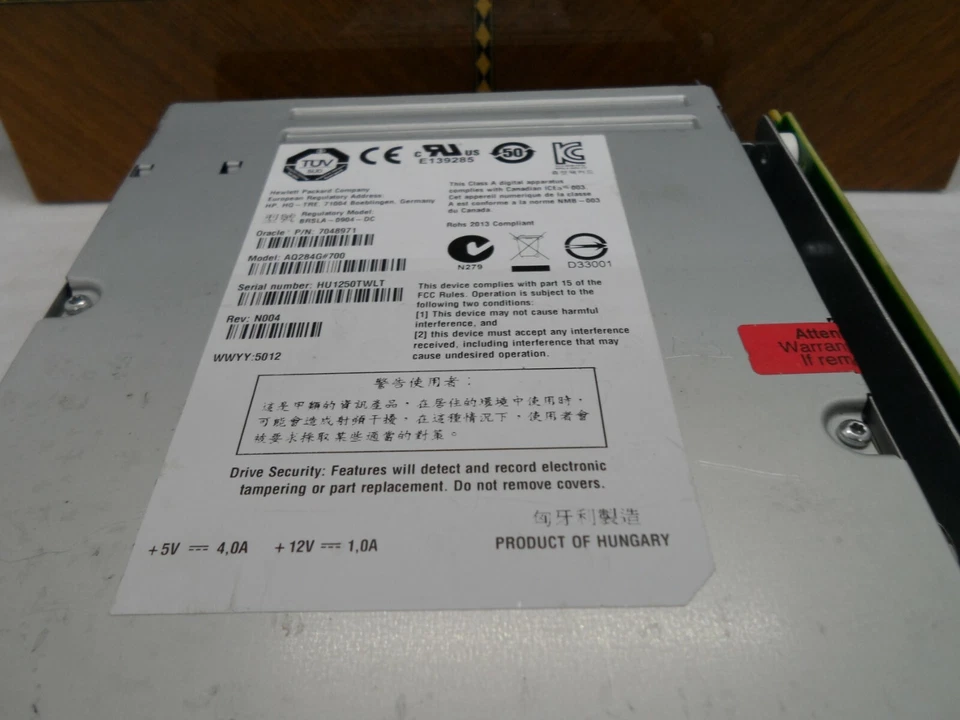 TÜV
SUD
CE
c RU US
E139285
50
KC
Hewlett Packard Company
European Regulatory Address:
HP, HQ-TRE, 71004 Boeblingen, Germany
型號 Regulatory Model
BRSLA-0904-DC
Oracle P/N: 7048971
Model: AQ284G#700
Serial number: HU1250TWLT
Rev: N004
WWYY:5012
This Class A digital apparatus
complies with Canadian ICES-003.
Cet appareil numerique de la classe
A est conforme a la norme NMB-003
du Canada.
Rohs 2013 Compliant
N279
D33001
This device complies with part 15 of the
FCC Rules. Operation is subject to the
following two conditions:
[1] This device may not cause harmful
interference, and
[2] this device must accept any interference
received, including interference that may
cause undesired operation.
警告使用者：
這是甲類的資訊產品，在居住的環境中使用時，
可能會造成射頻干擾，在這種情況下，使用者會
被要求採取某些適當的對策。
Drive Security: Features will detect and record electronic
tampering or part replacement. Do not remove covers.
匈牙利製造
+5V 4,0A +12V 1,0A
PRODUCT OF HUNGARY
Atten
Warran
If rem